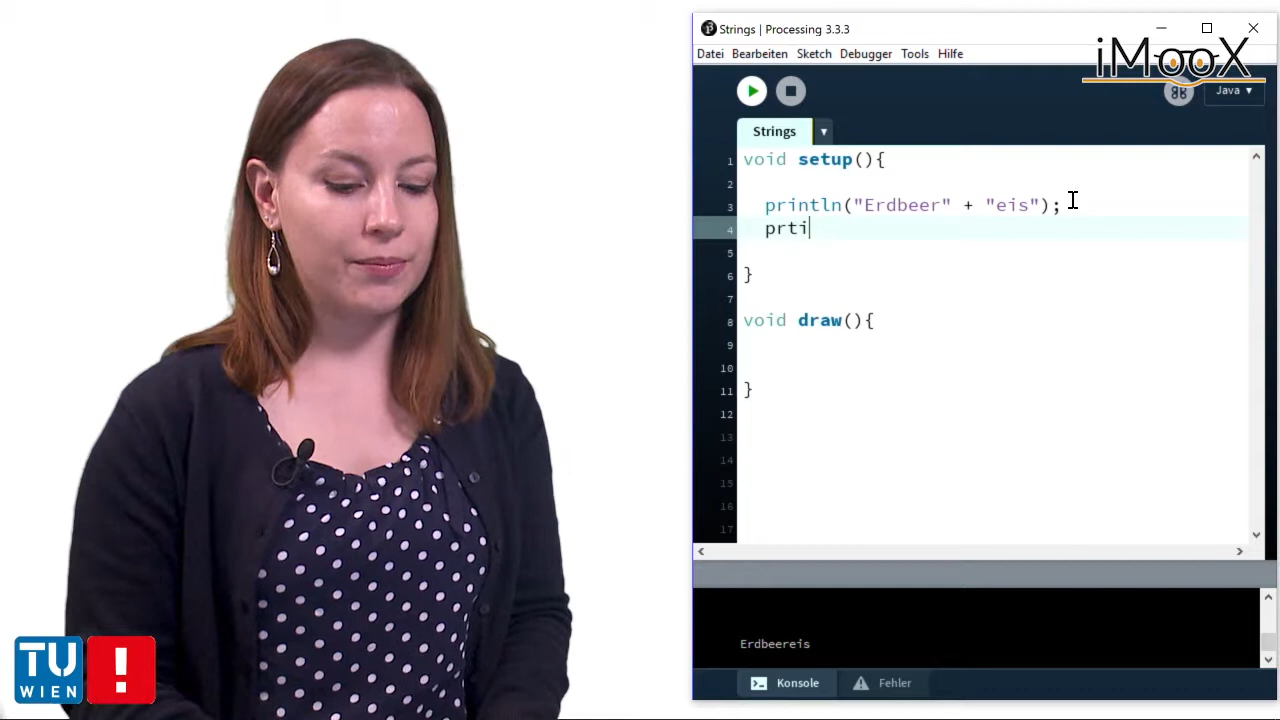 Strings | Processing 3.3.3
Datei Bearbeiten Sketch Debugger Tools Hilfe
iMooX
Java ▾
Strings
1 void setup(){
2
3 println("Erdbeer" + "eis");
4 prti
5
6 }
7
8 void draw(){
9
10
11 }
12
13
14
15
16
17
Erdbeereis
Konsole Fehler
TU
WIEN
!